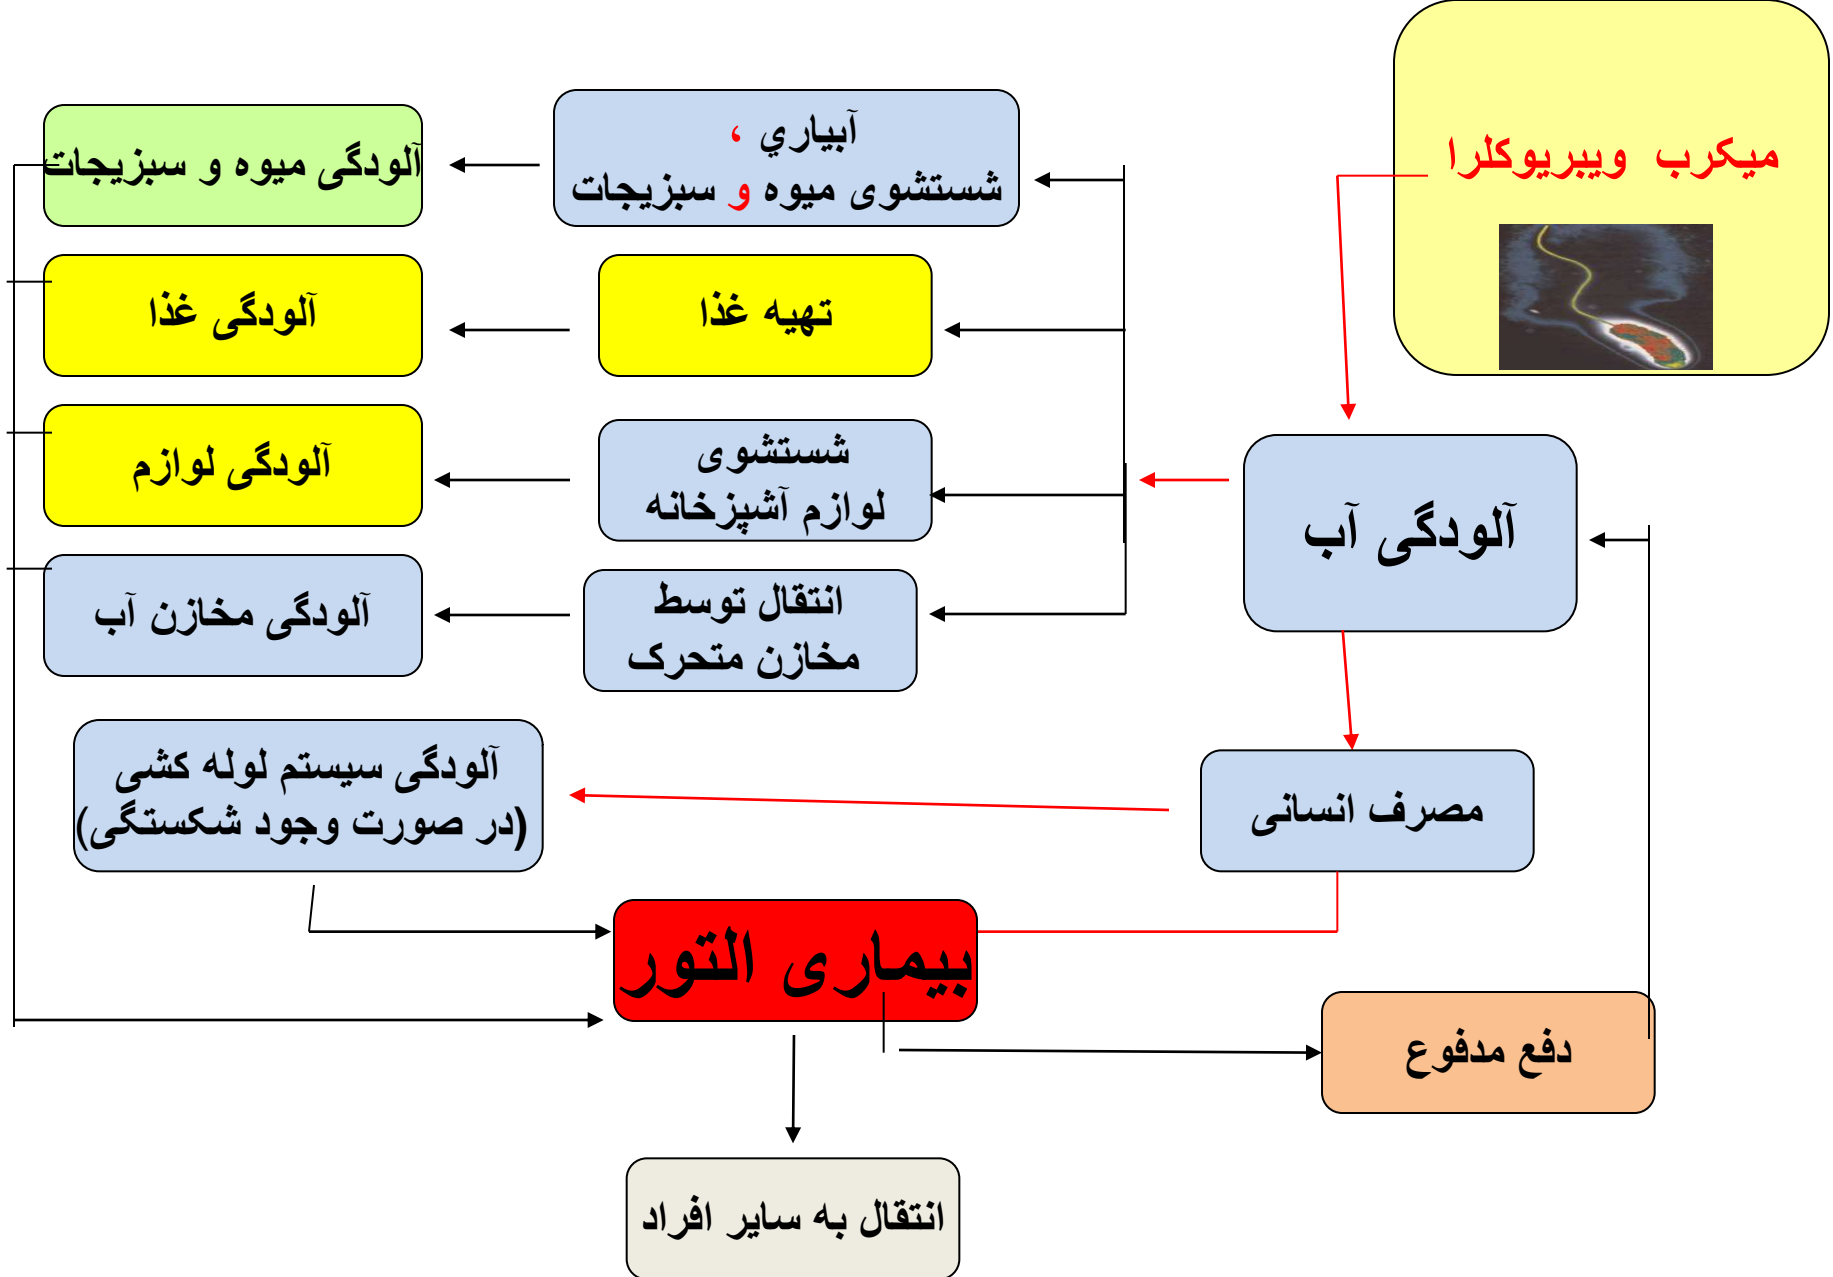 میکرب ویبریوکلرا
آبیاري ،
شستشوی میوه و سبزیجات
آلودگی میوه و سبزیجات
تهیه غذا
آلودگی غذا
شستشوی
لوازم آشپزخانه
آلودگی لوازم
آلودگی آب
انتقال توسط
مخازن متحرک
آلودگی مخازن آب
مصرف انسانی
آلودگی سیستم لوله کشی
(در صورت وجود شکستگی)
بیماری التور
دفع مدفوع
انتقال به سایر افراد